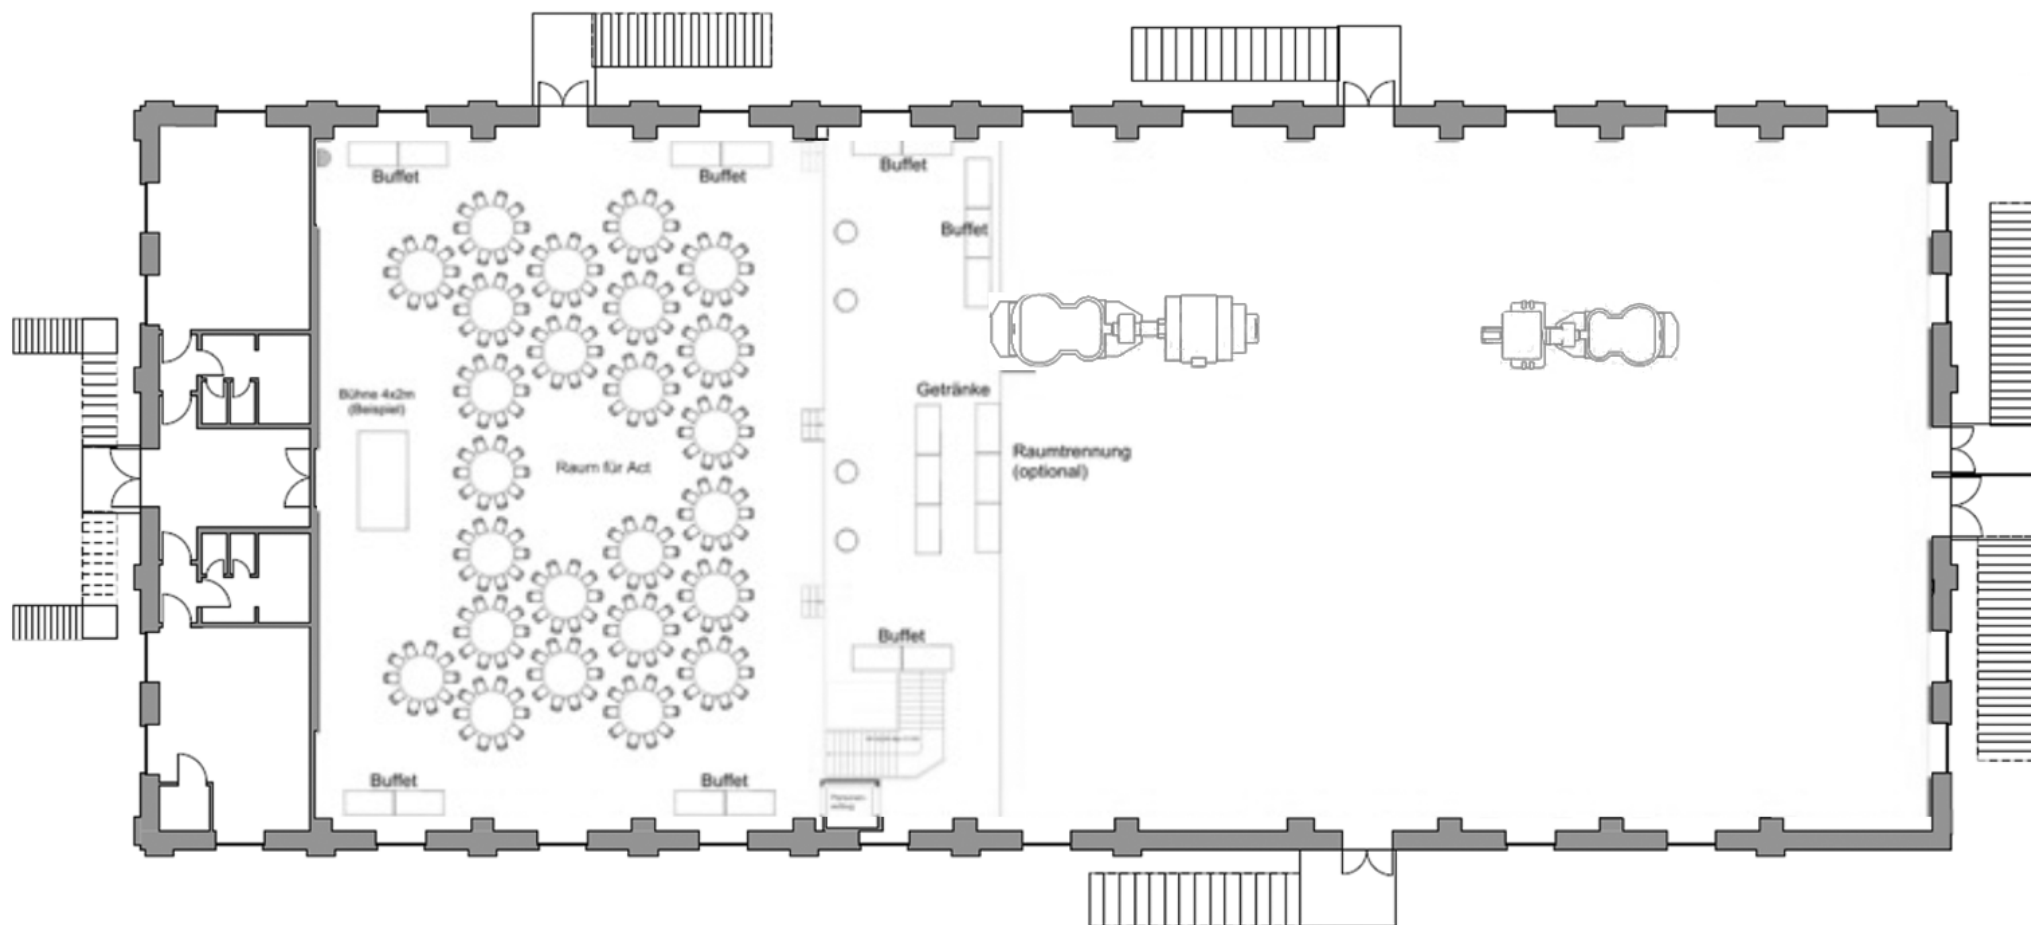 Buffet
Buffet
Buffet
Buffet
Bühne 4x2m
(Beispiel)
Getränke
Raum für Act
Raumtrennung
(optional)
Buffet
Buffet
Buffet